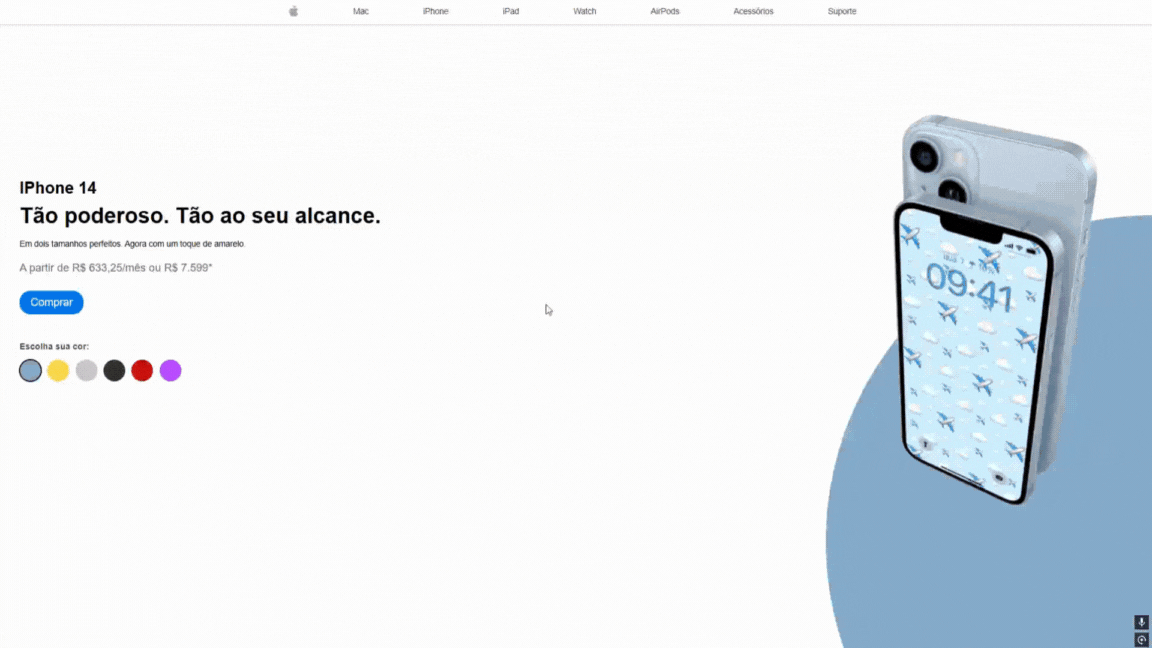 Mac
iPhone
iPad
Watch
AirPods
Acessórios
Suporte
IPhone 14
Tão poderoso. Tão ao seu alcance.
Em dois tamanhos perfeitos. Agora com um toque de amarelo.
A partir de R$ 633,25/mês ou R$ 7.599*
Comprar
Escolha sua cor:
09:41